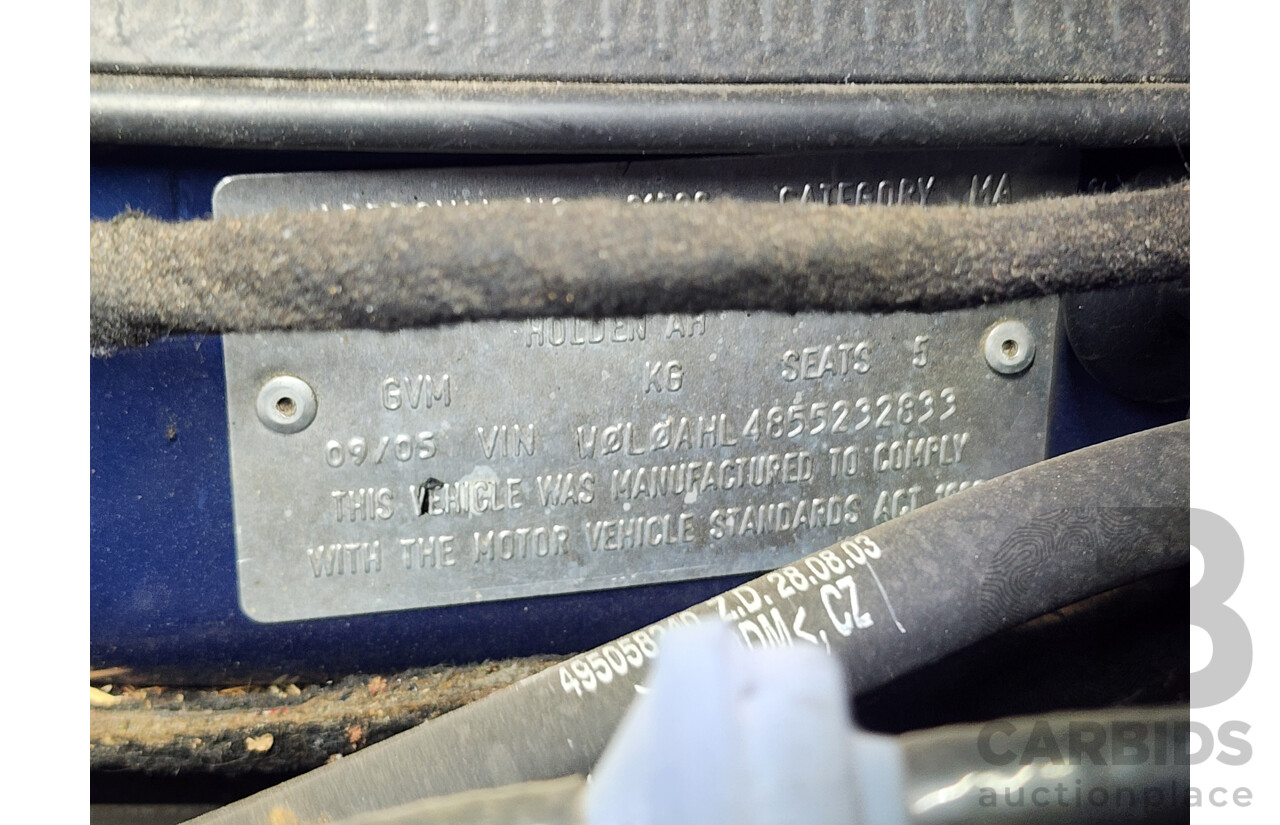 CATEGORY MA
HOLDEN AH
GVM KG SEATS 5
09/05 VIN WØLØAHL4855232833
THIS VEHICLE WAS MANUFACTURED TO COMPLY
WITH THE MOTOR VEHICLE STANDARDS ACT
Z.D. 28.08.03
CZ
B
CARBIDS
auctionplace